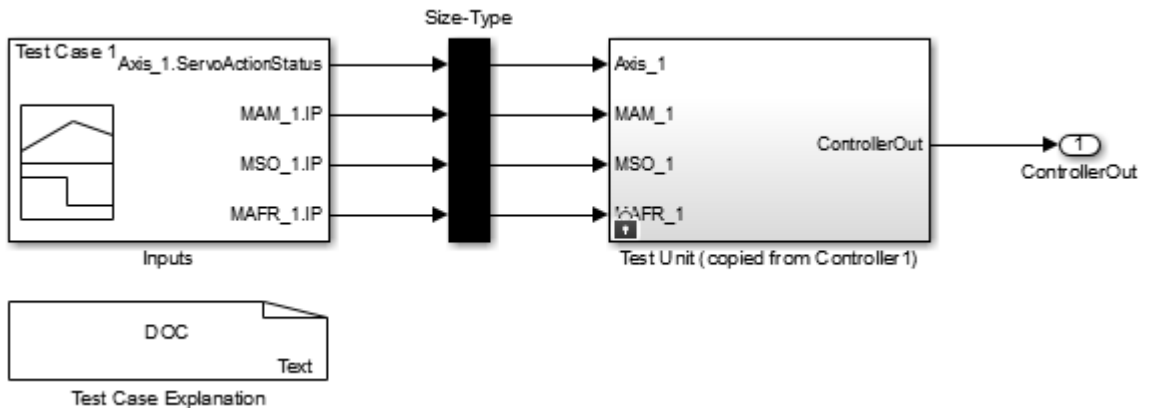 Size-Type
Test Case 1
Axis_1.ServoActionStatus
Axis_1
MAM_1.IP
MAM_1
ControllerOut
1
MSO_1.IP
MSO_1
ControllerOut
MAFR_1.IP
MAFR_1
Inputs
Test Unit (copied from Controller1)
DOC
Text
Test Case Explanation